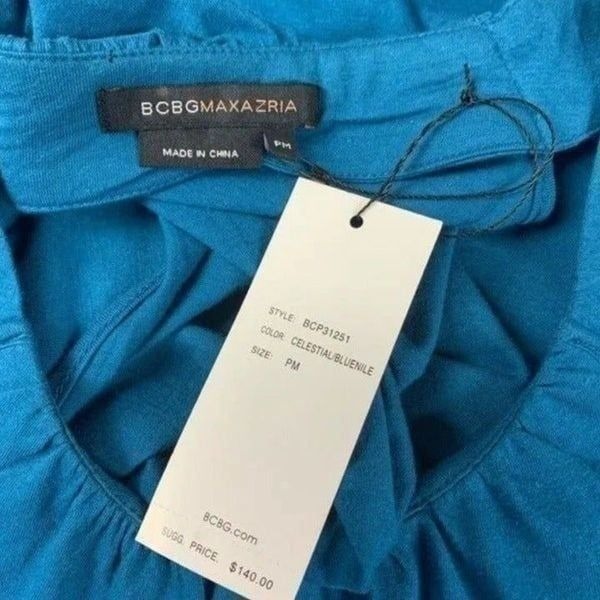 BCBGMAXAZRIA
MADE IN CHINA
PM
STYLE: BCP31251
COLOR: CELESTIAL/BLUENILE
SIZE: PM
BCBG.com
SUGG. PRICE: $140.00